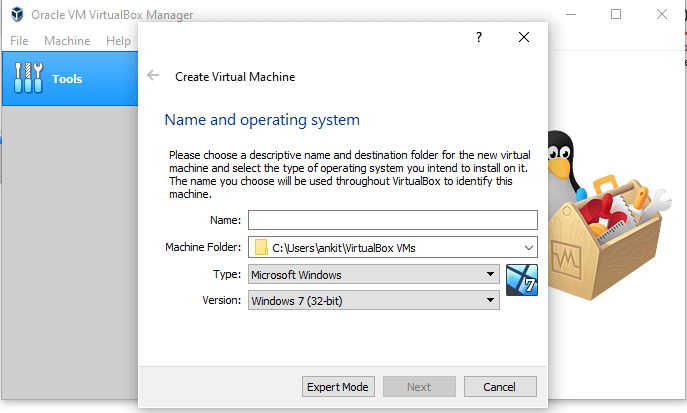 Oracle VM VirtualBox Manager
File Machine Help
Tools
?
Create Virtual Machine
Name and operating system
Please choose a descriptive name and destination folder for the new virtual
machine and select the type of operating system you intend to install on it.
The name you choose will be used throughout VirtualBox to identify this
machine.
Name:
Machine Folder: C:\Users\ankit\VirtualBox VMs
Type: Microsoft Windows
7
Version: Windows 7 (32-bit)
Expert Mode Next Cancel